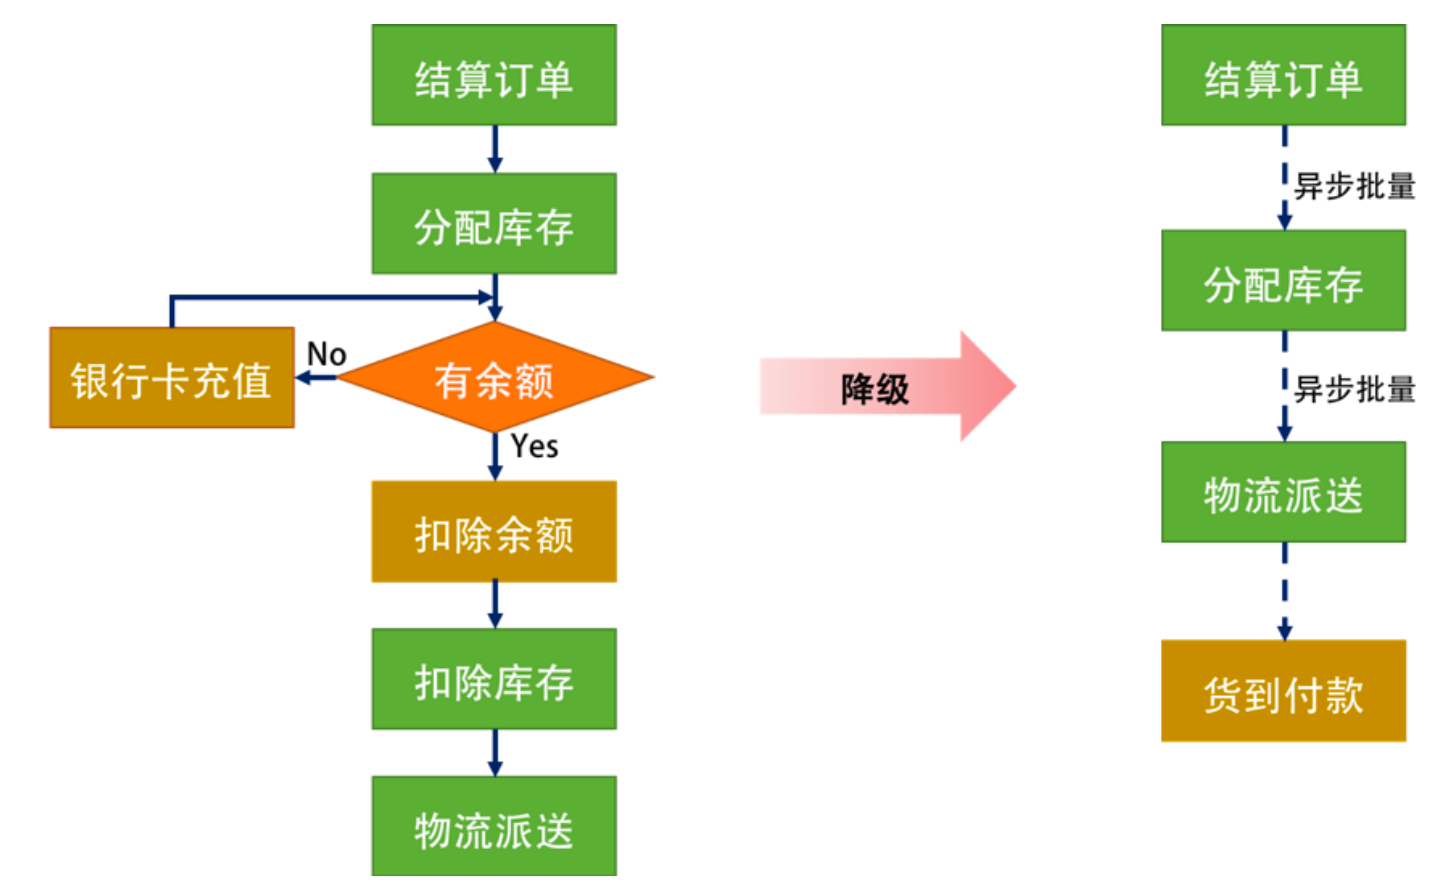 结算订单
分配库存
银行卡充值
No
有余额
Yes
扣除余额
扣除库存
物流派送
降级
结算订单
异步批量
分配库存
异步批量
物流派送
货到付款